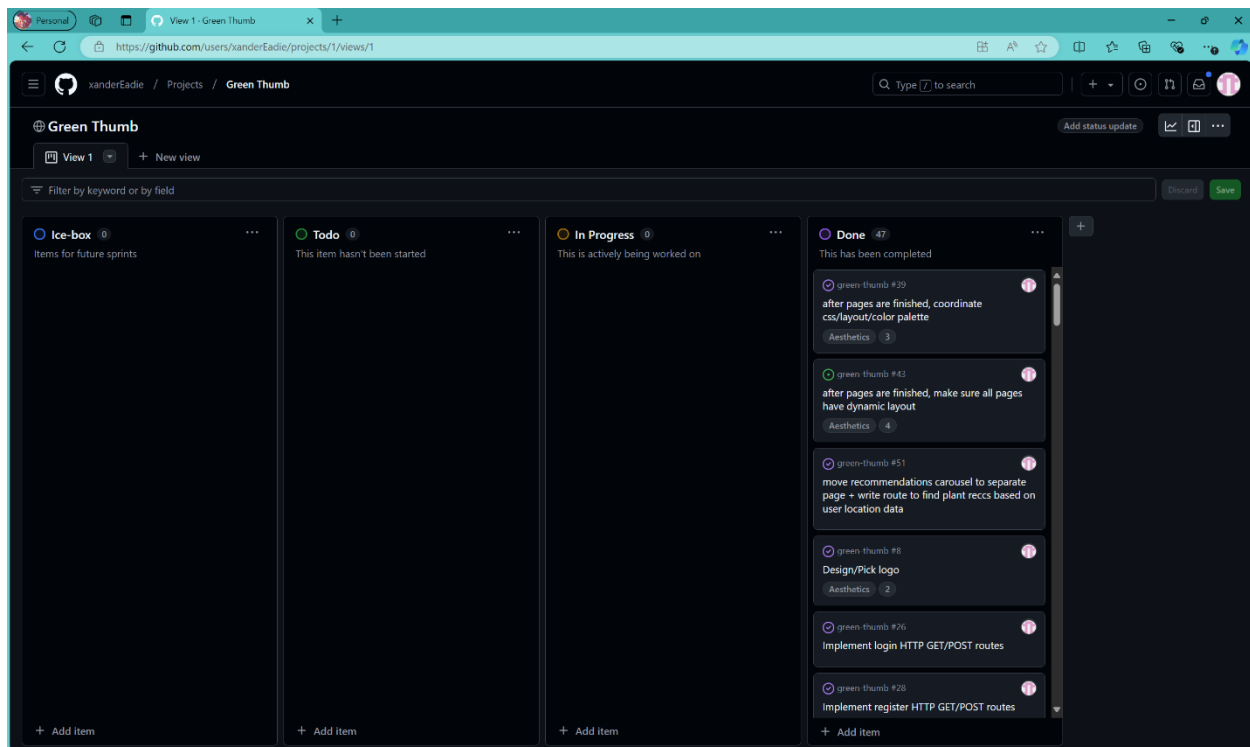 Personal
View 1 - Green Thumb
https://github.com/users/xanderEadie/projects/1/views/1
xanderEadie / Projects / Green Thumb
Type / to search
Green Thumb
Add status update
View 1
+ New view
Filter by keyword or by field
Discard
Save
Ice-box 0
Items for future sprints
+ Add item
Todo 0
This item hasn't been started
+ Add item
In Progress 0
This is actively being worked on
+ Add item
Done 47
This has been completed
green-thumb #39
after pages are finished, coordinate
css/layout/color palette
Aesthetics 3
green-thumb #43
after pages are finished, make sure all pages
have dynamic layout
Aesthetics 4
green-thumb #51
move recommendations carousel to separate
page + write route to find plant reccs based on
user location data
green-thumb #8
Design/Pick logo
Aesthetics 2
green-thumb #26
Implement login HTTP GET/POST routes
green-thumb #28
Implement register HTTP GET/POST routes
+ Add item